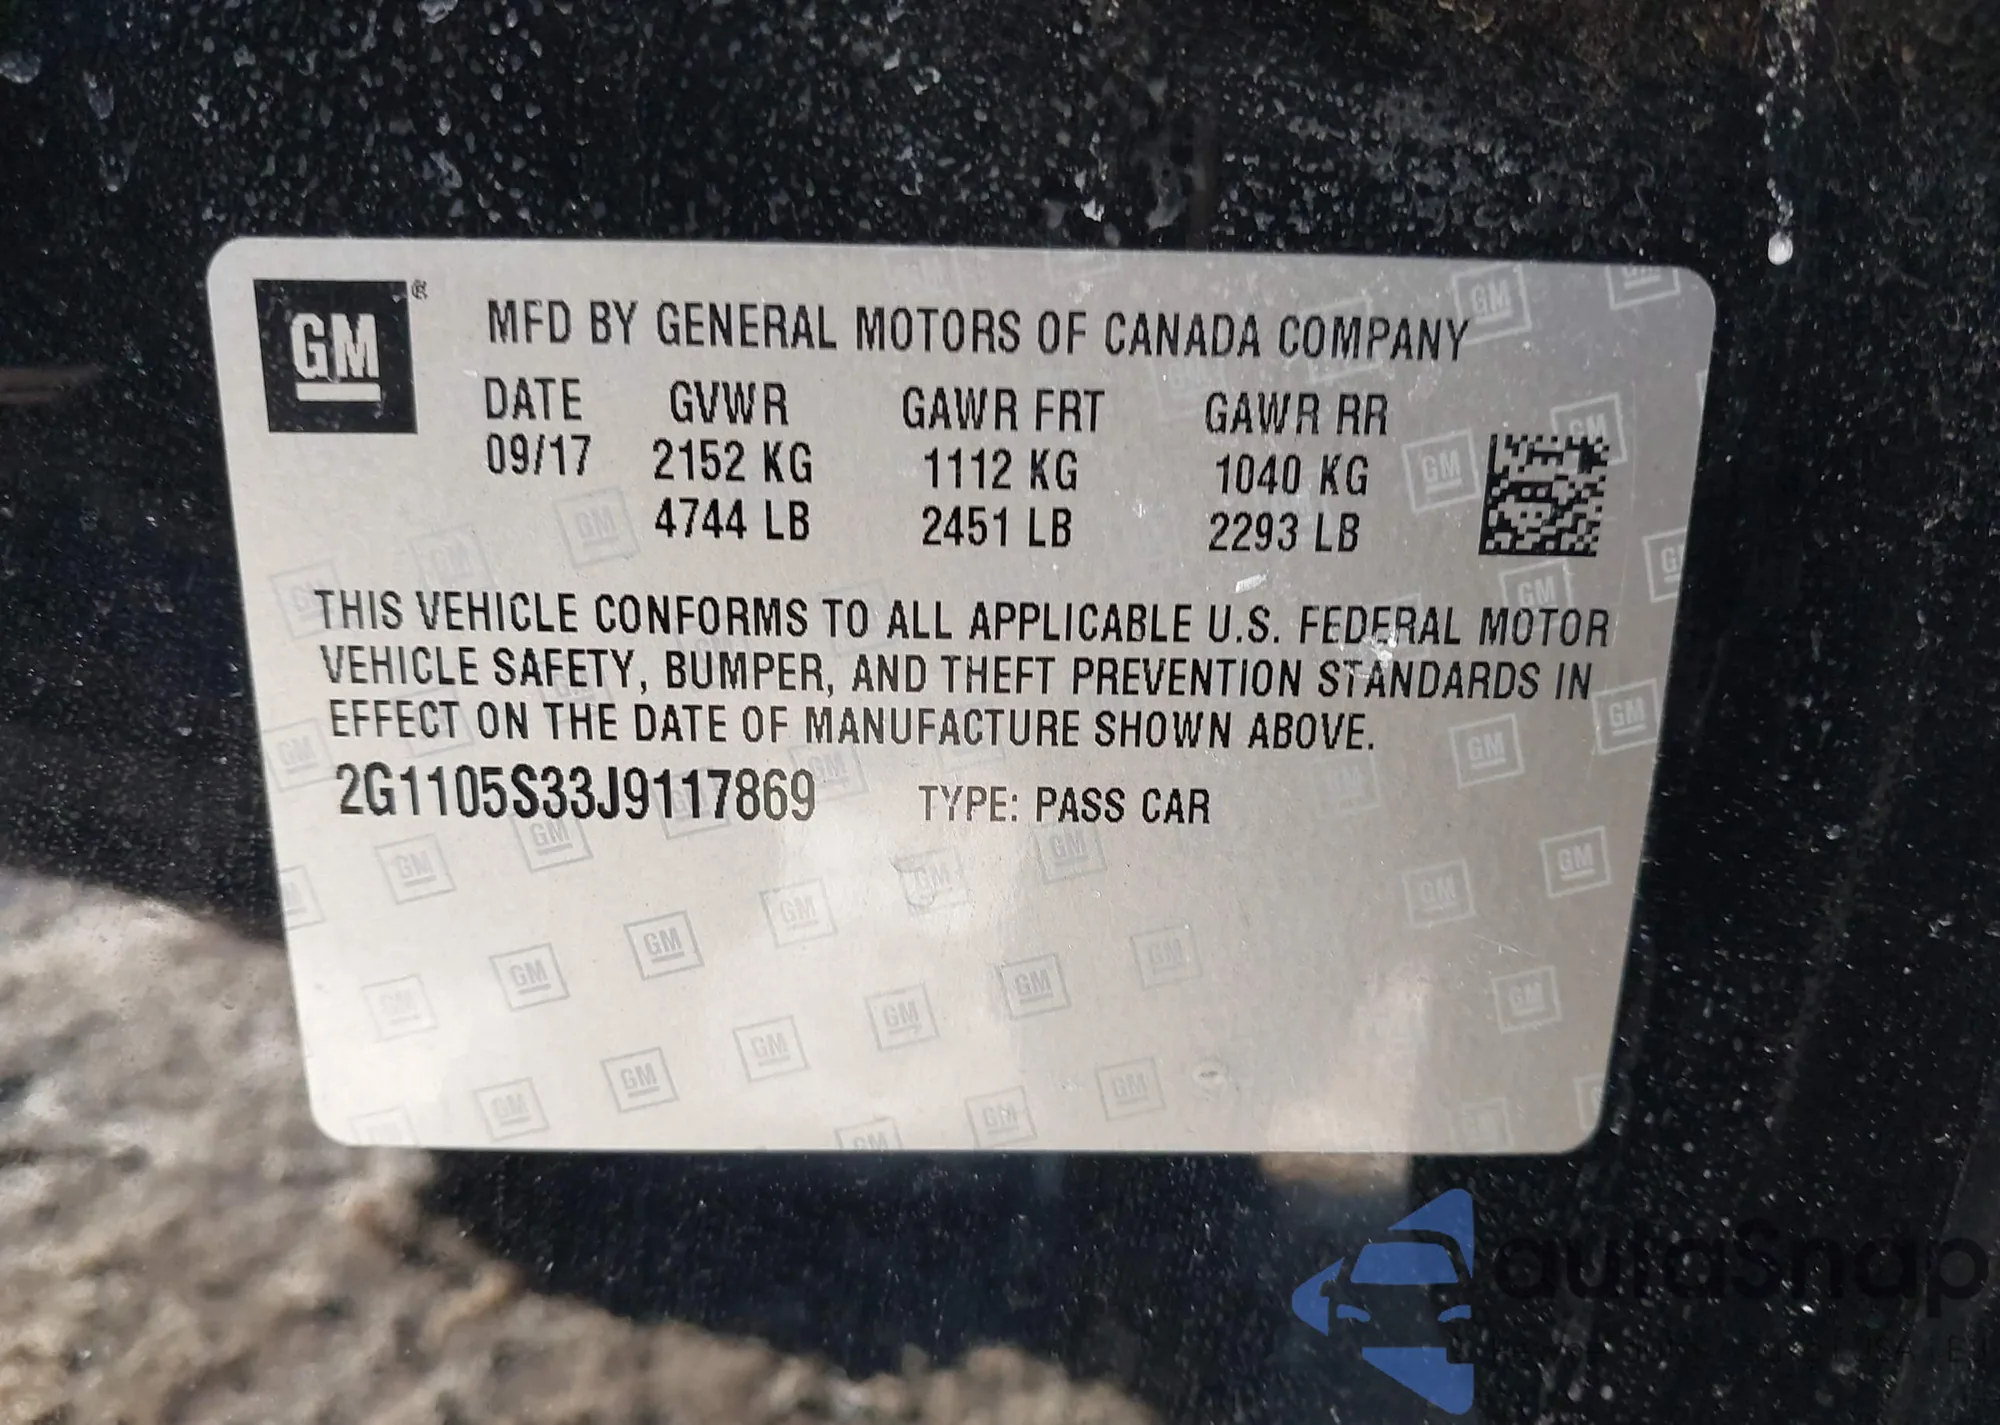 GM
MFD BY GENERAL MOTORS OF CANADA COMPANY
DATE GVWR GAWR FRT GAWR RR
09/17 2152 KG 1112 KG 1040 KG
4744 LB 2451 LB 2293 LB
THIS VEHICLE CONFORMS TO ALL APPLICABLE U.S. FEDERAL MOTOR
VEHICLE SAFETY, BUMPER, AND THEFT PREVENTION STANDARDS IN
EFFECT ON THE DATE OF MANUFACTURE SHOWN ABOVE.
2G1105S33J9117869 TYPE: PASS CAR
autoSnap